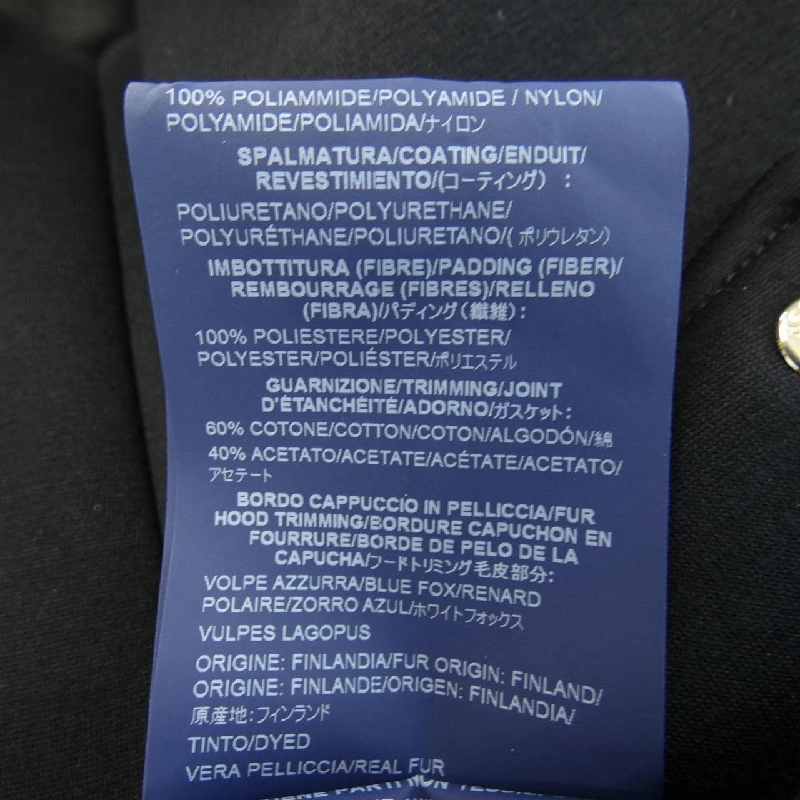 100% POLIAMMIDE/POLYAMIDE / NYLON/
POLYAMIDE/POLIAMIDA/ナイロン
SPALMATURA/COATING/ENDUIT/
REVESTIMIENTO/(コーティング) :
POLIURETANO/POLYURETHANE/
POLYURÉTHANE/POLIURETANO/( ポリウレタン)
IMBOTTITURA (FIBRE)/PADDING (FIBER)/
REMBOURRAGE (FIBRES)/RELLENO
(FIBRA)/パディング(繊維):
100% POLIESTERE/POLYESTER/
POLYESTER/POLIÉSTER/ポリエステル
GUARNIZIONE/TRIMMING/JOINT
D'ÉTANCHÉITÉ/ADORNO/ガスケット:
60% COTONE/COTTON/COTON/ALGODÓN/綿
40% ACETATO/ACETATE/ACÉTATE/ACETATO/
アセテート
BORDO CAPPUCCIO IN PELLICCIA/FUR
HOOD TRIMMING/BORDURE CAPUCHON EN
FOURRURE/BORDE DE PELO DE LA
CAPUCHA/フードトリミング毛皮部分:
VOLPE AZZURRA/BLUE FOX/RENARD
POLAIRE/ZORRO AZUL/ホワイトフォックス
VULPES LAGOPUS
ORIGINE: FINLANDIA/FUR ORIGIN: FINLAND/
ORIGINE: FINLANDE/ORIGEN: FINLANDIA/
原産地:フィンランド
TINTO/DYED
VERA PELLICCIA/REAL FUR